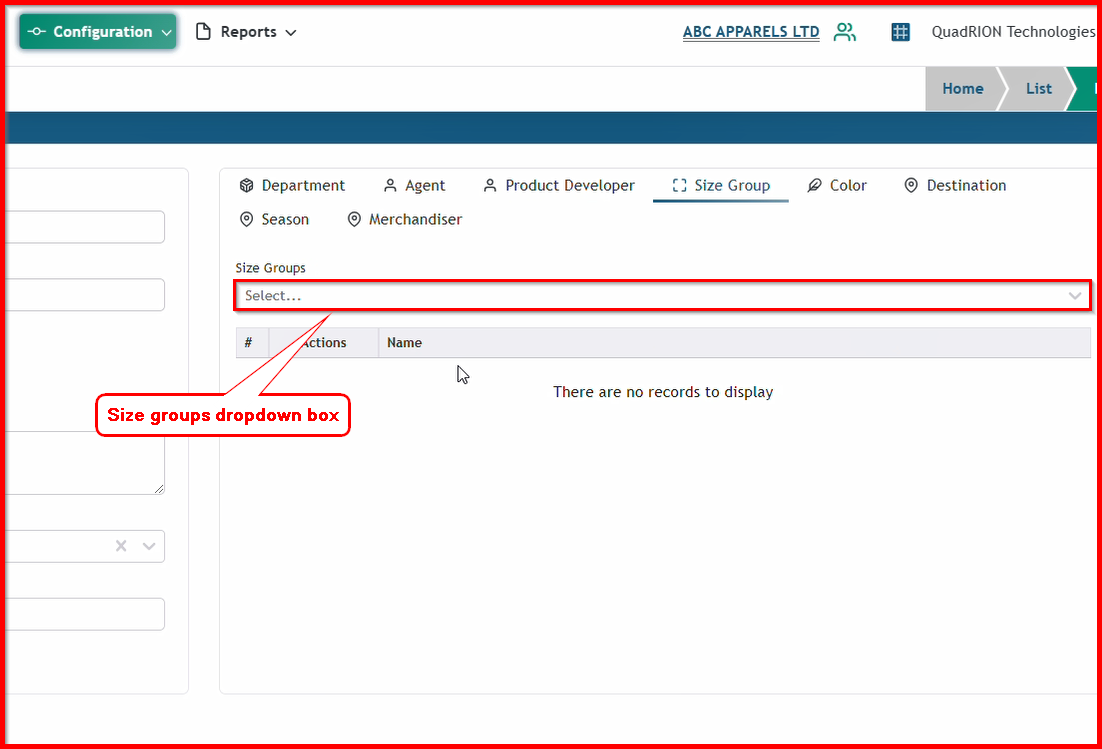 Configuration Reports ABC APPARELS LTD QuadRION Technologies
Home List
Department Agent Product Developer Size Group Color Destination
Season Merchandiser
Size Groups
Select...
# Actions Name
There are no records to display
Size groups dropdown box